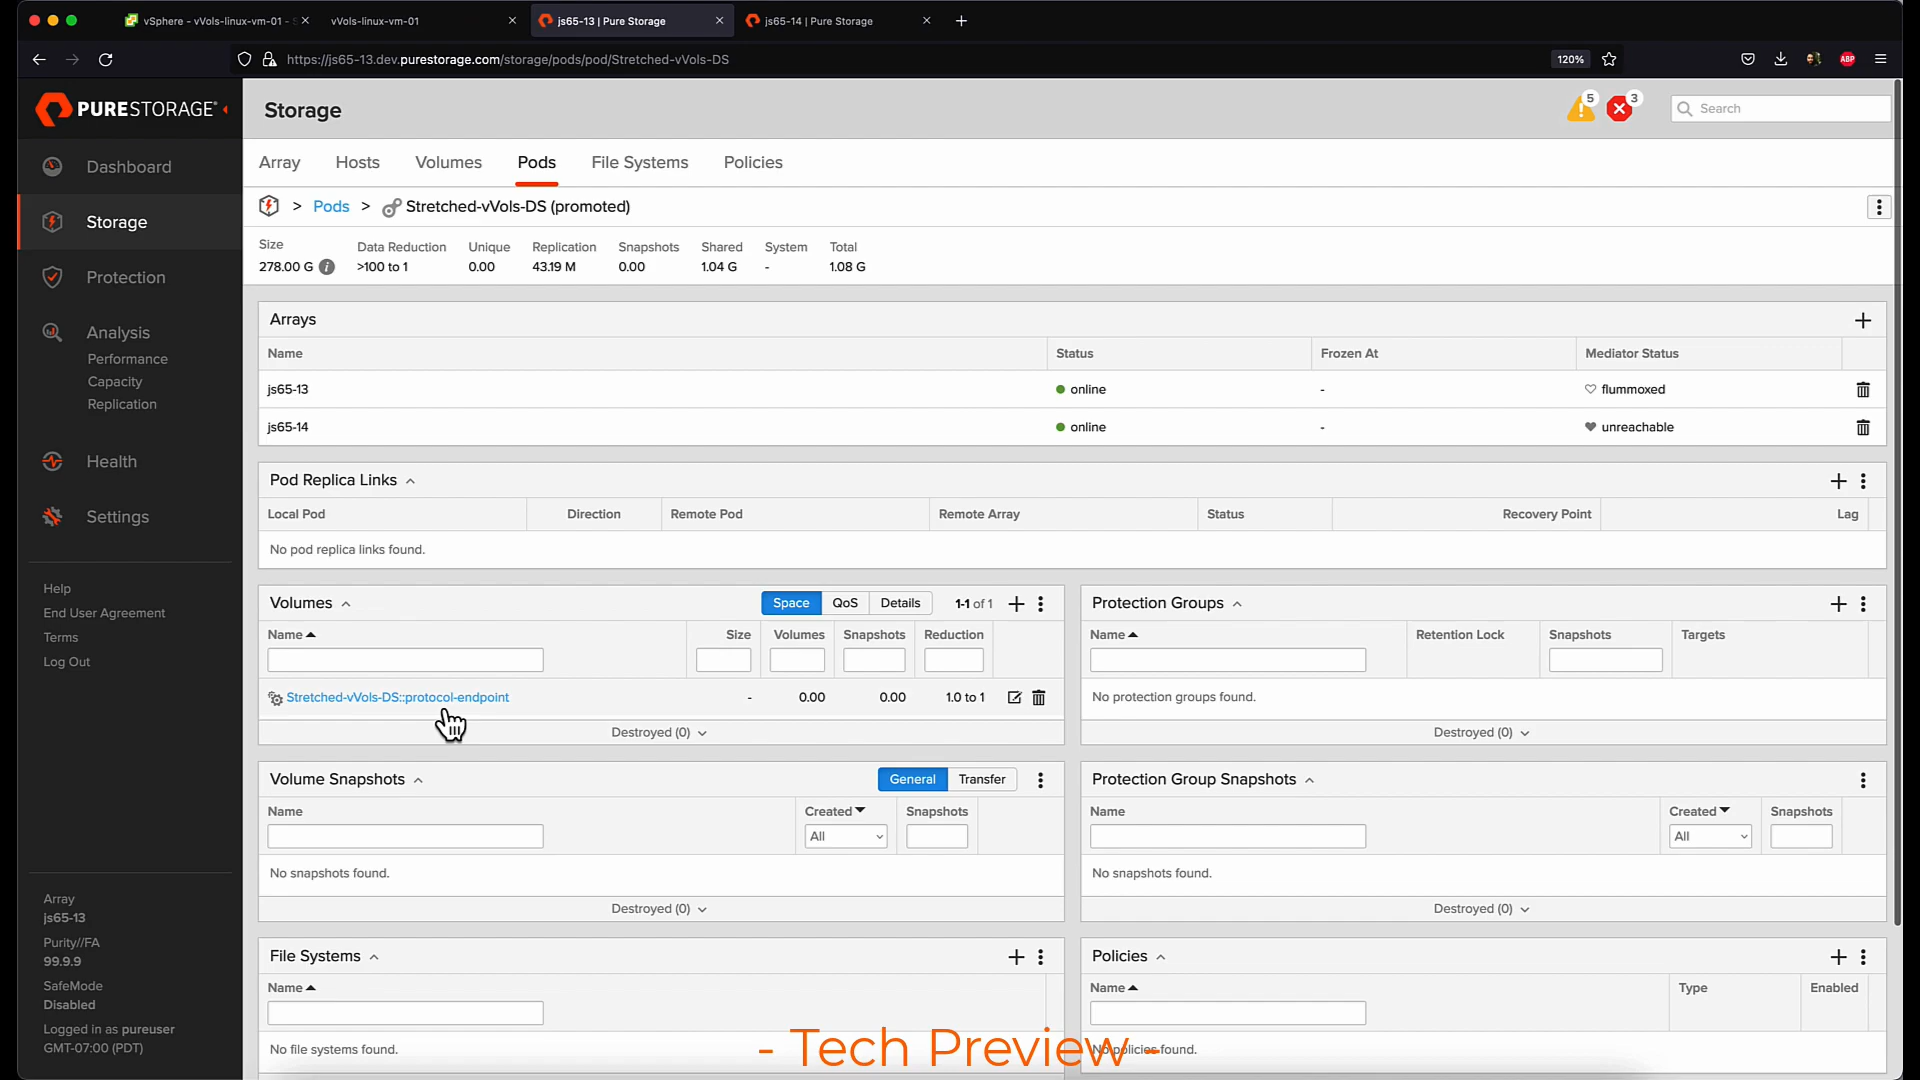 vSphere - vVols-linux-vm-01 - S
vVols-linux-vm-01
js65-13 | Pure Storage
js65-14 | Pure Storage
https://js65-13.dev.purestorage.com/storage/pods/pod/Stretched-vVols-DS
120%
ABP
PURESTORAGE®
Storage
5
3
Search
Dashboard
Storage
Protection
Analysis
Performance
Capacity
Replication
Health
Settings
Help
End User Agreement
Terms
Log Out
Array
js65-13
Purity//FA
99.9.9
SafeMode
Disabled
Logged in as pureuser
GMT-07:00 (PDT)
Array Hosts Volumes Pods File Systems Policies
> Pods > Stretched-vVols-DS (promoted)
Size Data Reduction Unique Replication Snapshots Shared System Total
278.00 G >100 to 1 0.00 43.19 M 0.00 1.04 G - 1.08 G
Arrays
Name Status Frozen At Mediator Status
js65-13 online - flummoxed
js65-14 online - unreachable
Pod Replica Links
Local Pod Direction Remote Pod Remote Array Status Recovery Point Lag
No pod replica links found.
Volumes Space QoS Details 1-1 of 1
Name Size Volumes Snapshots Reduction
Stretched-vVols-DS::protocol-endpoint - 0.00 0.00 1.0 to 1
Destroyed (0)
Protection Groups
Name Retention Lock Snapshots Targets
No protection groups found.
Destroyed (0)
Volume Snapshots General Transfer
Name Created Snapshots
All
No snapshots found.
Destroyed (0)
Protection Group Snapshots
Name Created Snapshots
All
No snapshots found.
Destroyed (0)
File Systems
Name
No file systems found.
Policies
Name Type Enabled
No policies found.
- Tech Preview -